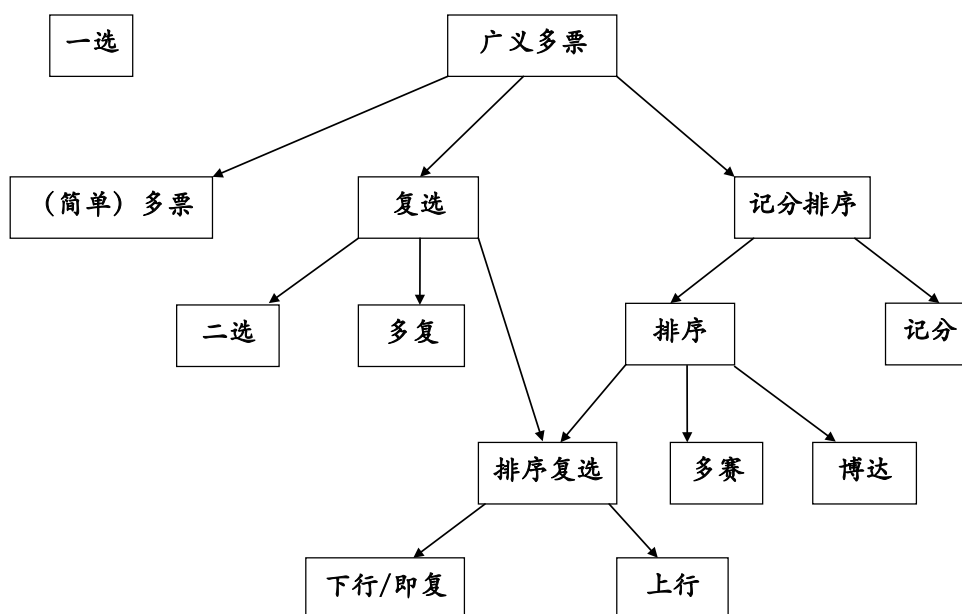 一选
广义多票
（简单）多票
复选
记分排序
二选
多复
排序
记分
排序复选
多赛
博达
下行/即复
上行